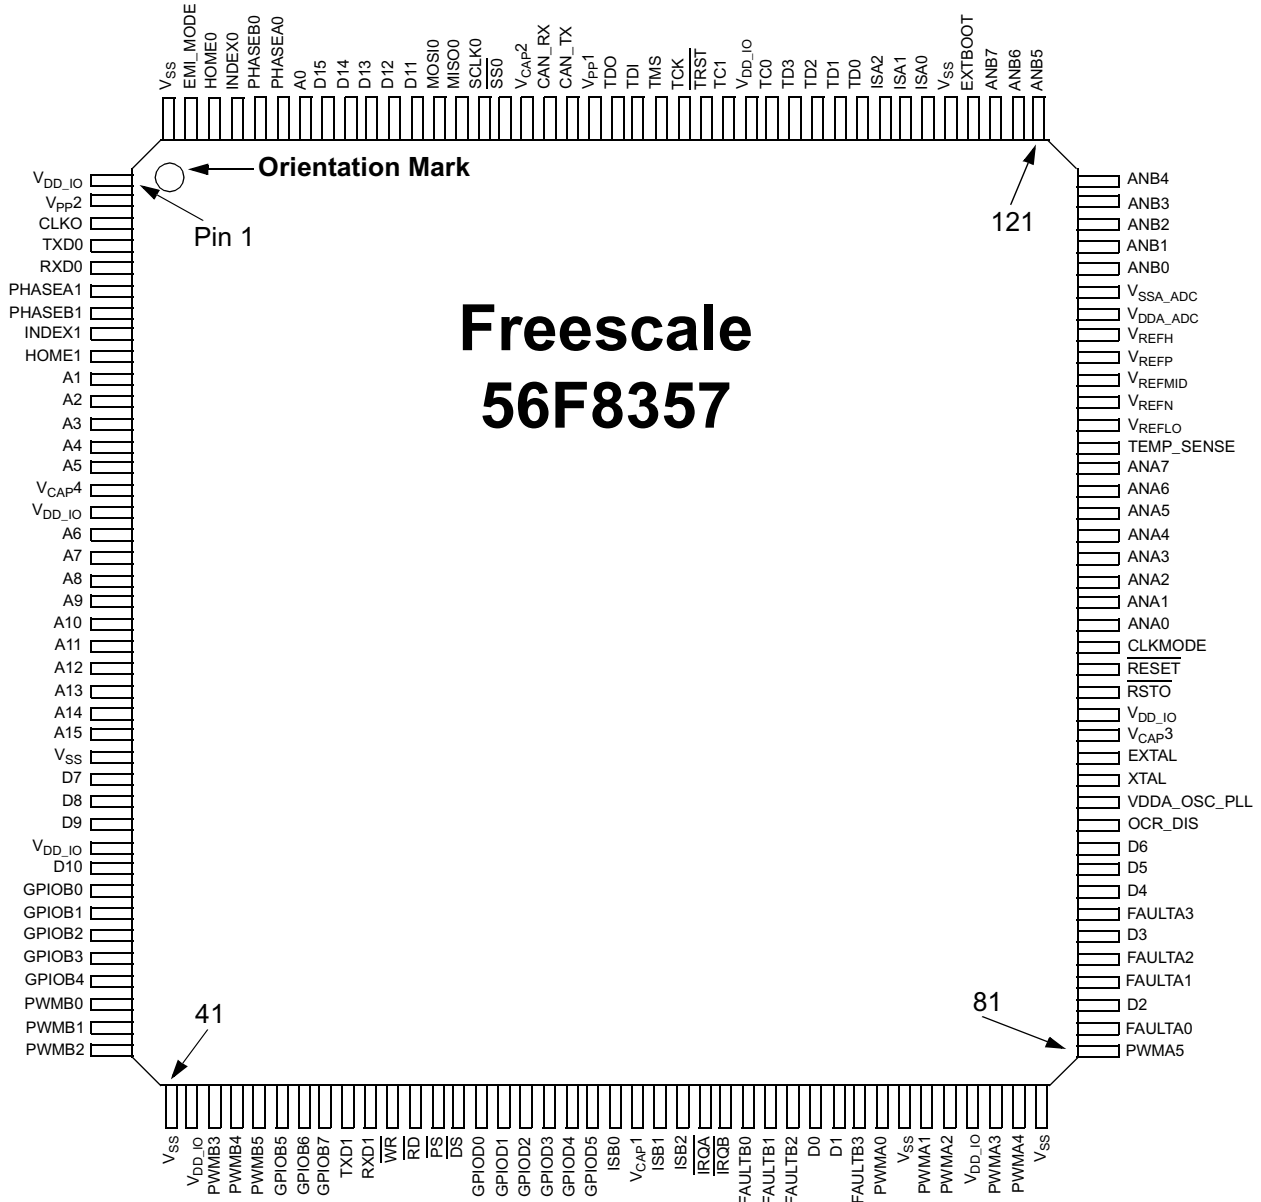 VSS
EMI_MODE
HOME0
INDEX0
PHASEB0
PHASEA0
A0
D15
D14
D13
D12
D11
MOSI0
MISO0
SCLK0
SS0
VCAP2
CAN_RX
CAN_TX
VPP1
TDO
TDI
TMS
TCK
TRST
TC1
VDD_IO
TC0
TD3
TD2
TD1
TD0
ISA2
ISA1
ISA0
VSS
EXTBOOT
ANB7
ANB6
ANB5
Orientation Mark
Pin 1
121
Freescale
56F8357
41
81
VDD_IO
VPP2
CLKO
TXD0
RXD0
PHASEA1
PHASEB1
INDEX1
HOME1
A1
A2
A3
A4
A5
VCAP4
VDD_IO
A6
A7
A8
A9
A10
A11
A12
A13
A14
A15
VSS
D7
D8
D9
VDD_IO
D10
GPIOB0
GPIOB1
GPIOB2
GPIOB3
GPIOB4
PWMB0
PWMB1
PWMB2
ANB4
ANB3
ANB2
ANB1
ANB0
VSSA_ADC
VDDA_ADC
VREFH
VREFP
VREFMID
VREFN
VREFLO
TEMP_SENSE
ANA7
ANA6
ANA5
ANA4
ANA3
ANA2
ANA1
ANA0
CLKMODE
RESET
RSTO
VDD_IO
VCAP3
EXTAL
XTAL
VDDA_OSC_PLL
OCR_DIS
D6
D5
D4
FAULTA3
D3
FAULTA2
FAULTA1
D2
FAULTA0
PWMA5
VSS
VDD_IO
PWMB3
PWMB4
PWMB5
GPIOB5
GPIOB6
GPIOB7
TXD1
RXD1
WR
RD
PS
DS
GPIOD0
GPIOD1
GPIOD2
GPIOD3
GPIOD4
GPIOD5
ISB0
VCAP1
ISB1
ISB2
IRQA
IRQB
FAULTB0
FAULTB1
FAULTB2
D0
D1
FAULTB3
PWMA0
VSS
PWMA1
PWMA2
VDD_IO
PWMA3
PWMA4
VSS